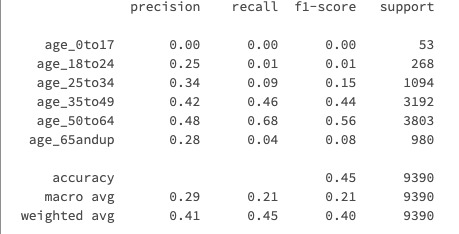 precision recall f1-score support
age_0to17 0.00 0.00 0.00 53
age_18to24 0.25 0.01 0.01 268
age_25to34 0.34 0.09 0.15 1094
age_35to49 0.42 0.46 0.44 3192
age_50to64 0.48 0.68 0.56 3803
age_65andup 0.28 0.04 0.08 980
accuracy 0.45 9390
macro avg 0.29 0.21 0.21 9390
weighted avg 0.41 0.45 0.40 9390